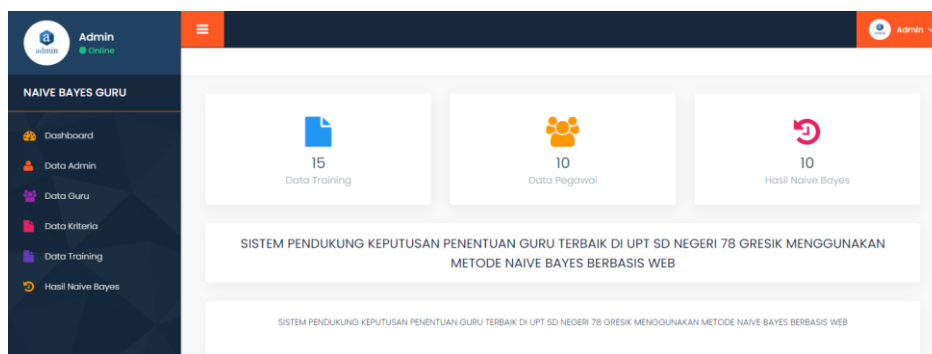 a
admin
Admin
Online
Admin
NAIVE BAYES GURU
Dashboard
Data Admin
Data Guru
Data Kriteria
Data Training
Hasil Naive Bayes
15
Data Training
10
Data Pegawai
10
Hasil Naive Bayes
SISTEM PENDUKUNG KEPUTUSAN PENENTUAN GURU TERBAIK DI UPT SD NEGERI 78 GRESIK MENGGUNAKAN
METODE NAIVE BAYES BERBASIS WEB
SISTEM PENDUKUNG KEPUTUSAN PENENTUAN GURU TERBAIK DI UPT SD NEGERI 78 GRESIK MENGGUNAKAN METODE NAIVE BAYES BERBASIS WEB